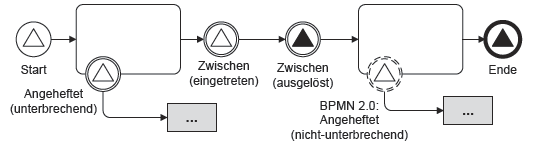 Start
Angeheftet
(unterbrechend)
...
Zwischen
(eingetreten)
Zwischen
(ausgelöst)
BPMN 2.0:
Angeheftet
(nicht-unterbrechend)
...
Ende